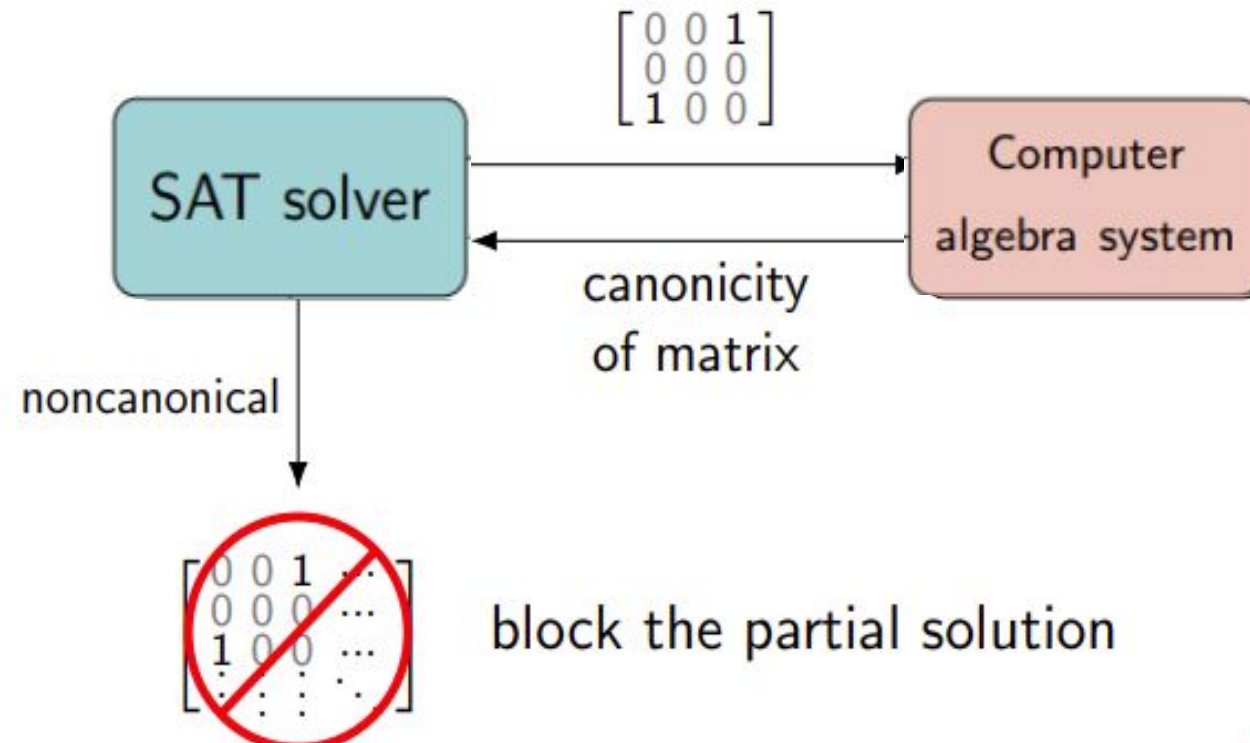 0 0 1
0 0 0
1 0 0
SAT solver
Computer
algebra system
canonicity
of matrix
noncanonical
0 0 1 ...
0 0 0 ...
1 0 0 ...
block the partial solution